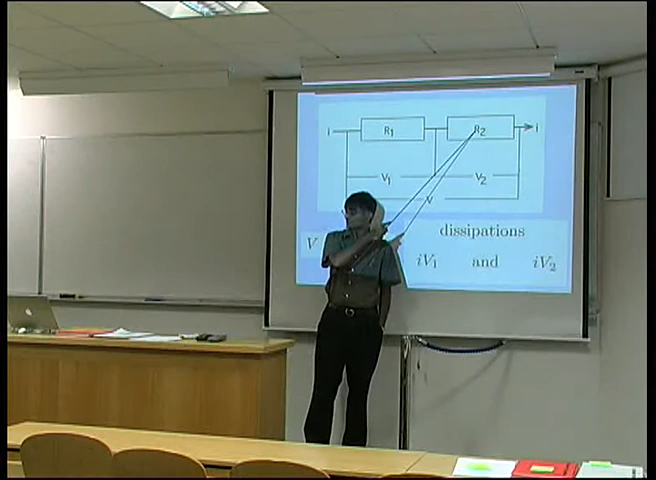 i R1 R2 i
V1 V2
V
dissipations
V iV1 and iV2